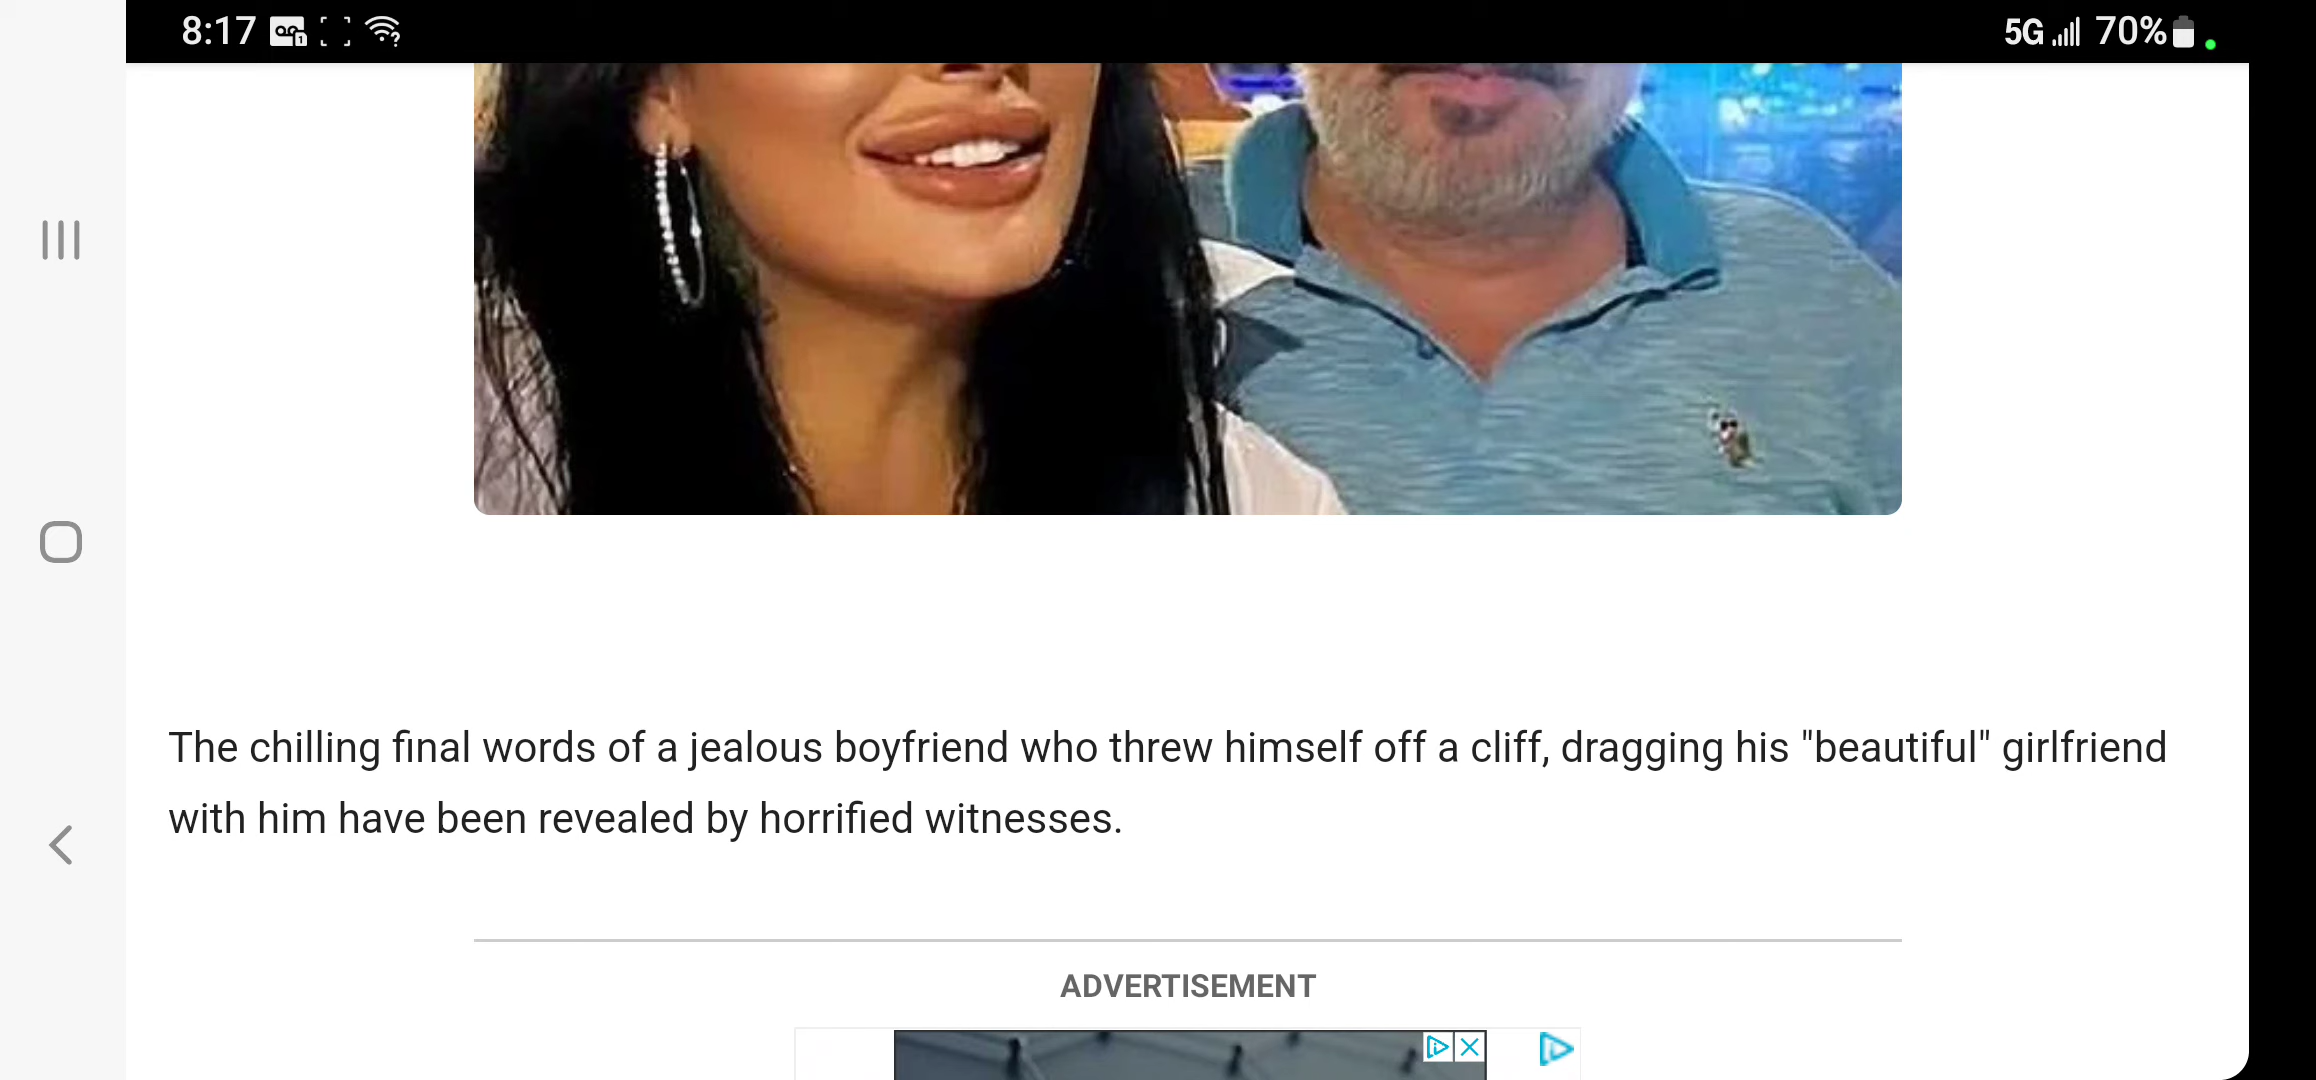 8:17
5G 70%
The chilling final words of a jealous boyfriend who threw himself off a cliff, dragging his "beautiful" girlfriend
with him have been revealed by horrified witnesses.
ADVERTISEMENT